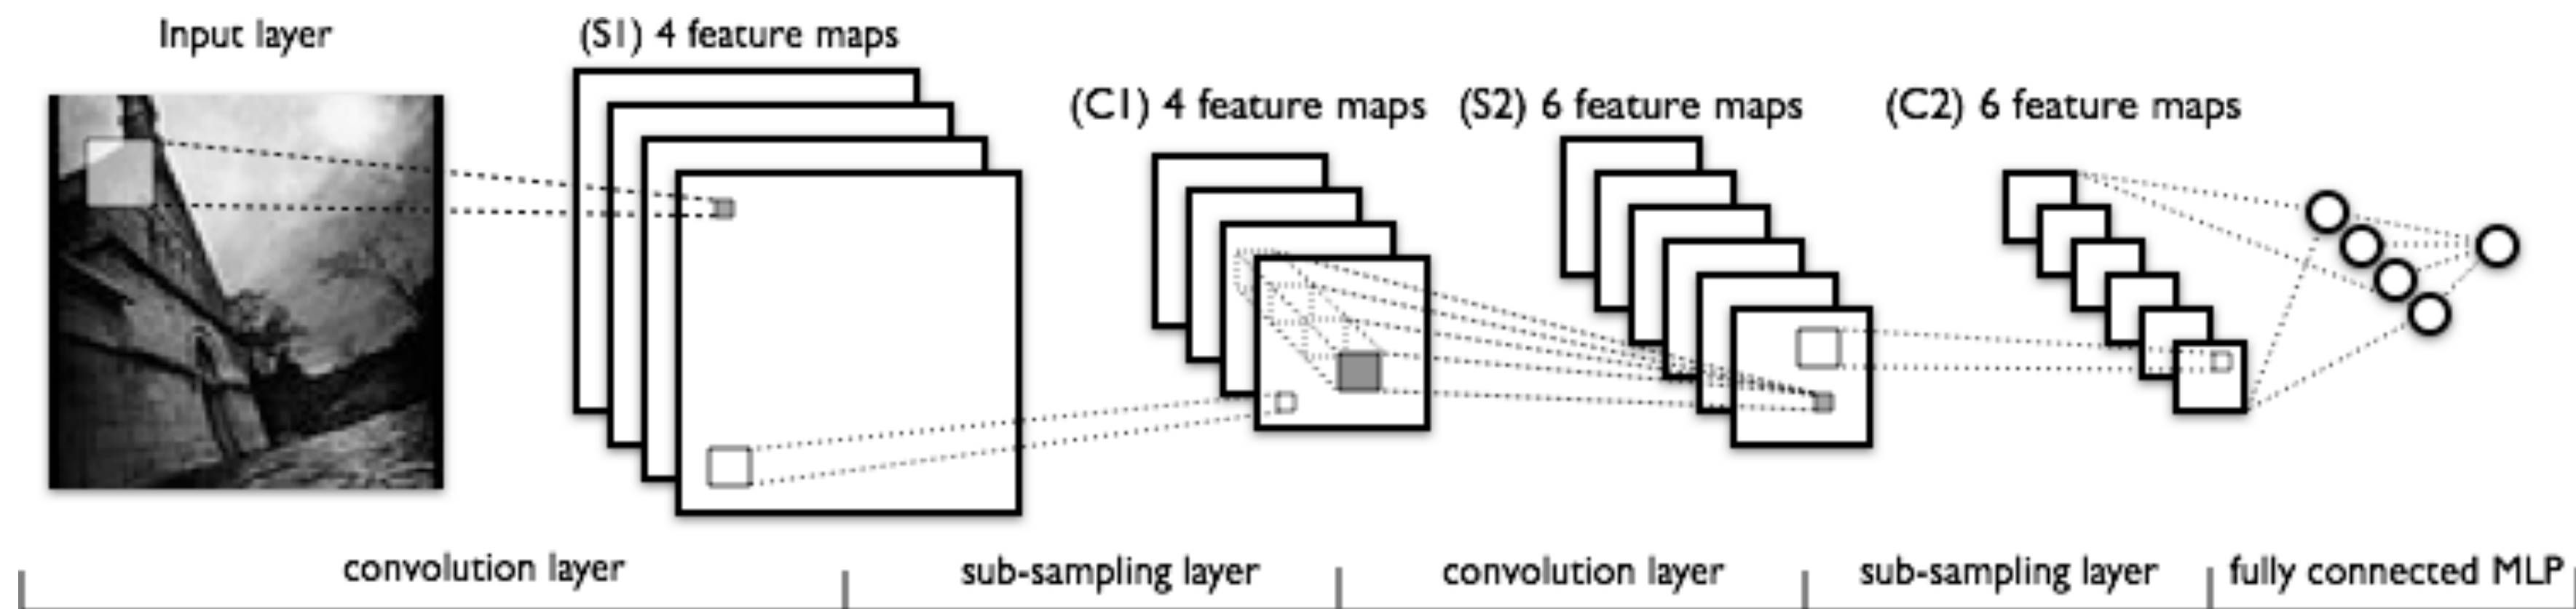 Input layer
(S1) 4 feature maps
(C1) 4 feature maps
(S2) 6 feature maps
(C2) 6 feature maps
convolution layer
sub-sampling layer
convolution layer
sub-sampling layer
fully connected MLP